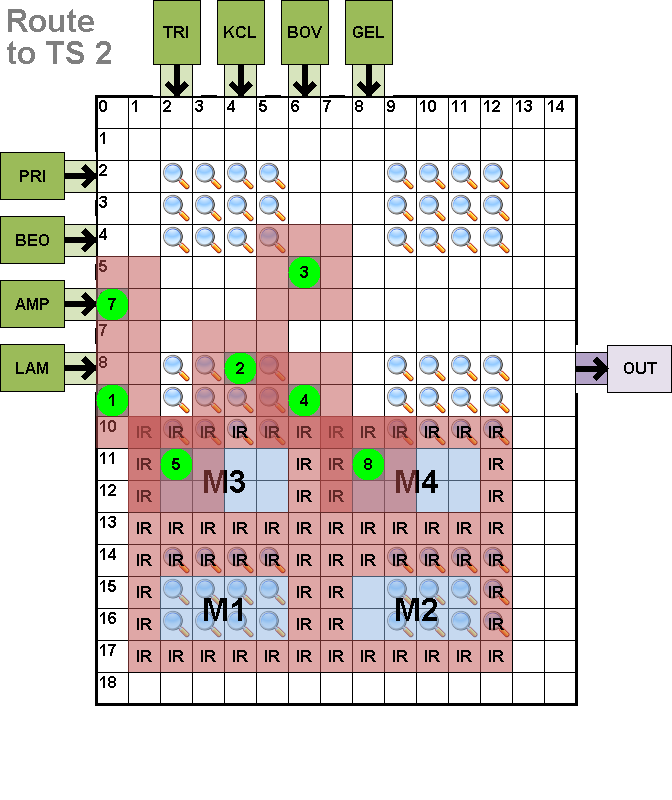 Route
to TS 2
TRI KCL BOV GEL
0 1 2 3 4 5 6 7 8 9 10 11 12 13 14
1
PRI 2
3
BEO 4
5 3
AMP 7
7
LAM 8 2 OUT
1 4
10 IR IR IR IR IR IR IR IR IR IR IR IR
11 IR 5 M3 IR IR 8 M4 IR
12 IR IR IR IR
13 IR IR IR IR IR IR IR IR IR IR IR IR
14 IR IR IR IR IR IR IR IR IR IR IR IR
15 IR M1 IR IR M2 IR
16 IR IR IR IR
17 IR IR IR IR IR IR IR IR IR IR IR IR
18